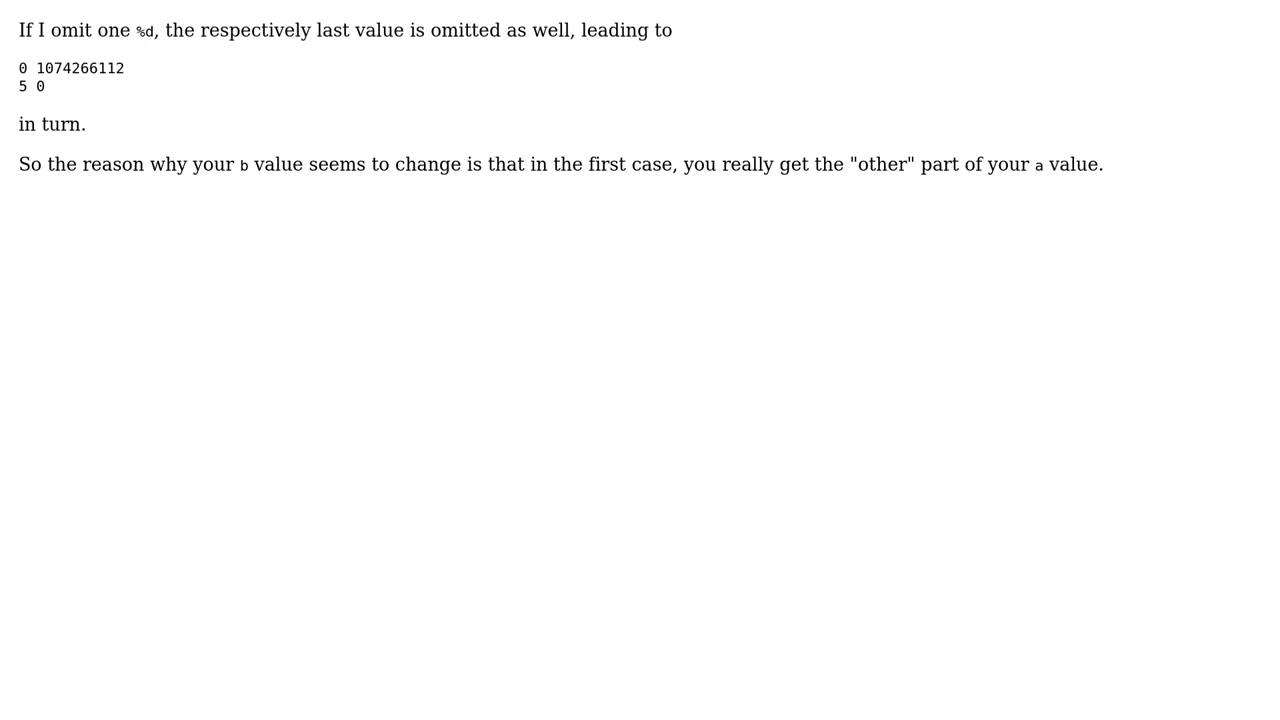 If I omit one %d, the respectively last value is omitted as well, leading to
0 1074266112
5 0
in turn.
So the reason why your b value seems to change is that in the first case, you really get the "other" part of your a value.